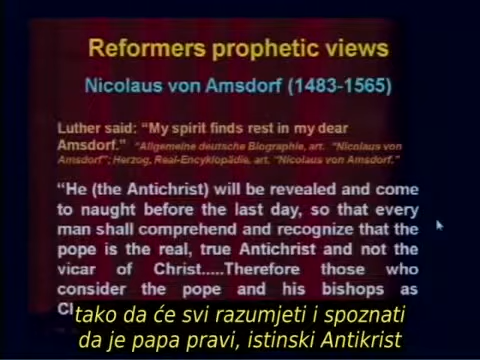 Reformers prophetic views
Nicolaus von Amsdorf (1483-1565)
Luther said: “My spirit finds rest in my dear
Amsdorf.” “Allgemeine deutsche Biographie, art. “Nicolaus von
Amsdorf”; Herzog, Real-Encyklopädie, art. “Nicolaus von Amsdorf.”
“He (the Antichrist) will be revealed and come
to naught before the last day, so that every
man shall comprehend and recognize that the
pope is the real, true Antichrist and not the
vicar of Christ.....Therefore those who
consider the pope and his bishops as
tako da će svi razumjeti i spoznati
da je papa pravi, istinski Antikrist